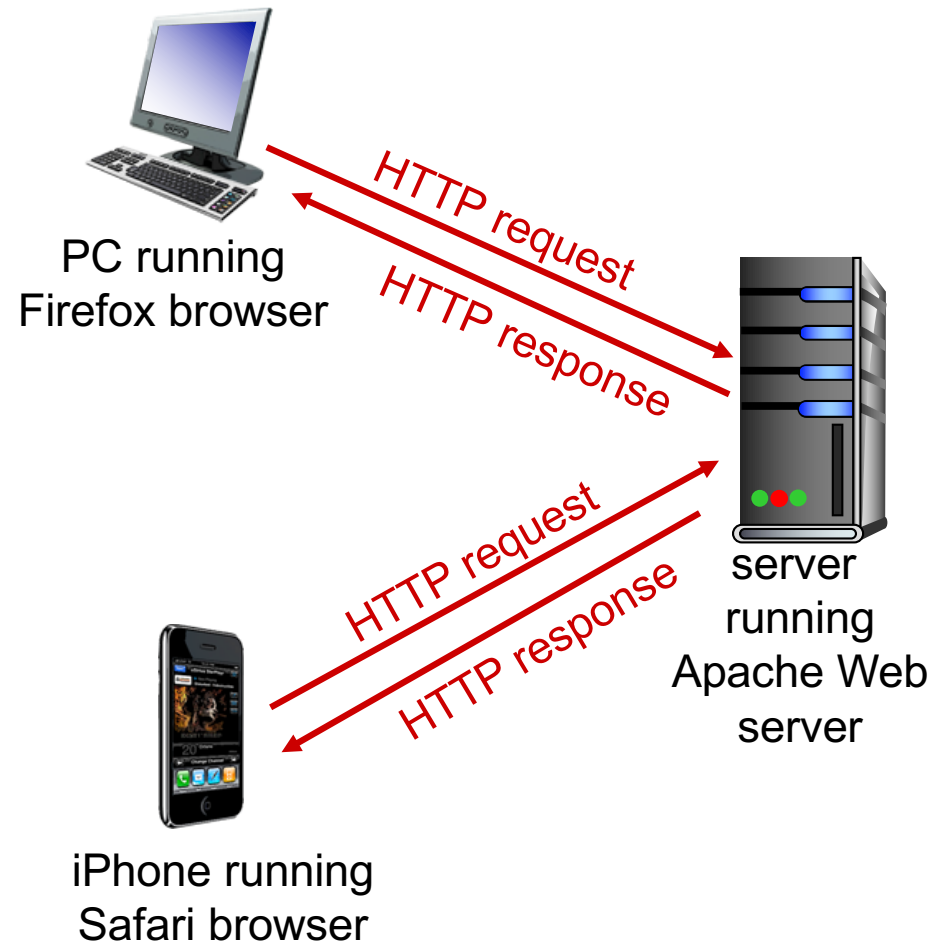 HTTP request
HTTP response
PC running
Firefox browser
HTTP request
HTTP response
server
running
Apache Web
server
iPhone running
Safari browser